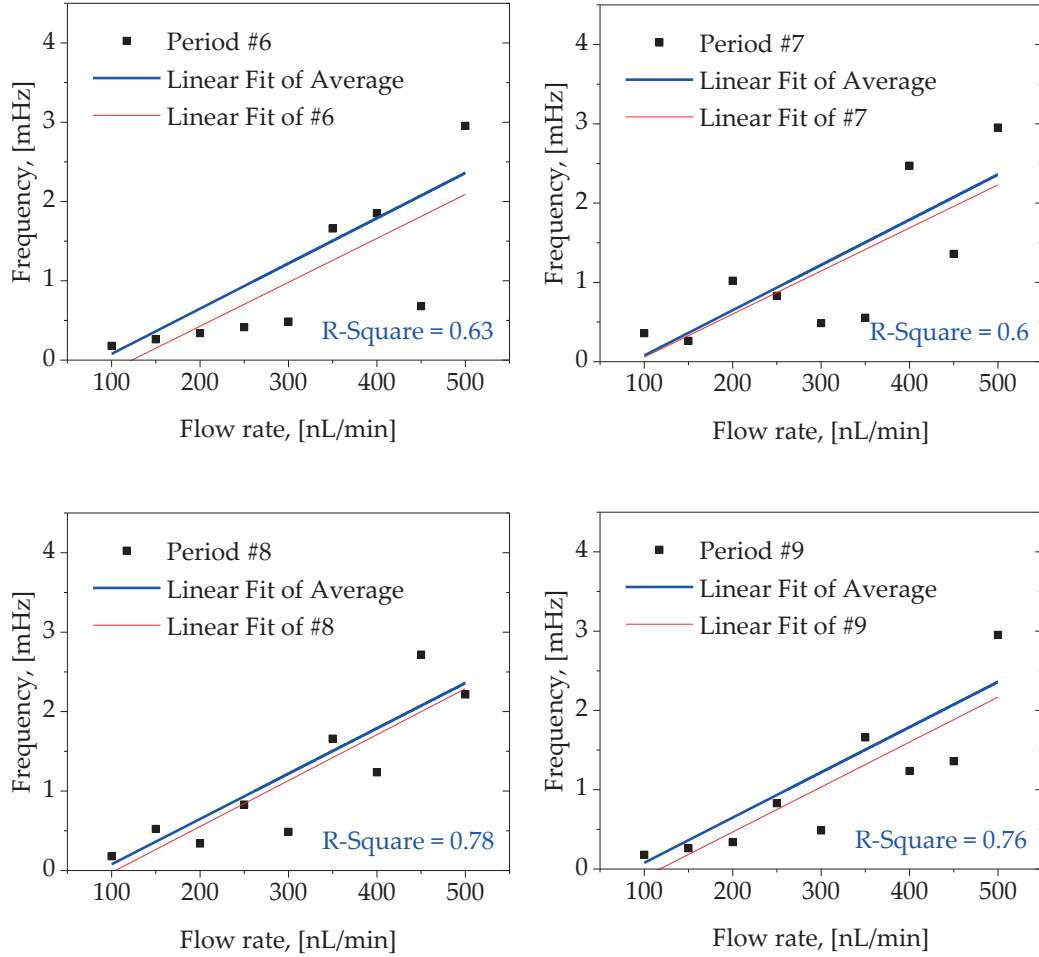 4
3
2
1
0
Frequency, [mHz]
Period #6
Linear Fit of Average
Linear Fit of #6
R-Square = 0.63
100 200 300 400 500
Flow rate, [nL/min]
4
3
2
1
0
Frequency, [mHz]
Period #7
Linear Fit of Average
Linear Fit of #7
R-Square = 0.6
100 200 300 400 500
Flow rate, [nL/min]
4
3
2
1
0
Frequency, [mHz]
Period #8
Linear Fit of Average
Linear Fit of #8
R-Square = 0.78
100 200 300 400 500
Flow rate, [nL/min]
4
3
2
1
0
Frequency, [mHz]
Period #9
Linear Fit of Average
Linear Fit of #9
R-Square = 0.76
100 200 300 400 500
Flow rate, [nL/min]